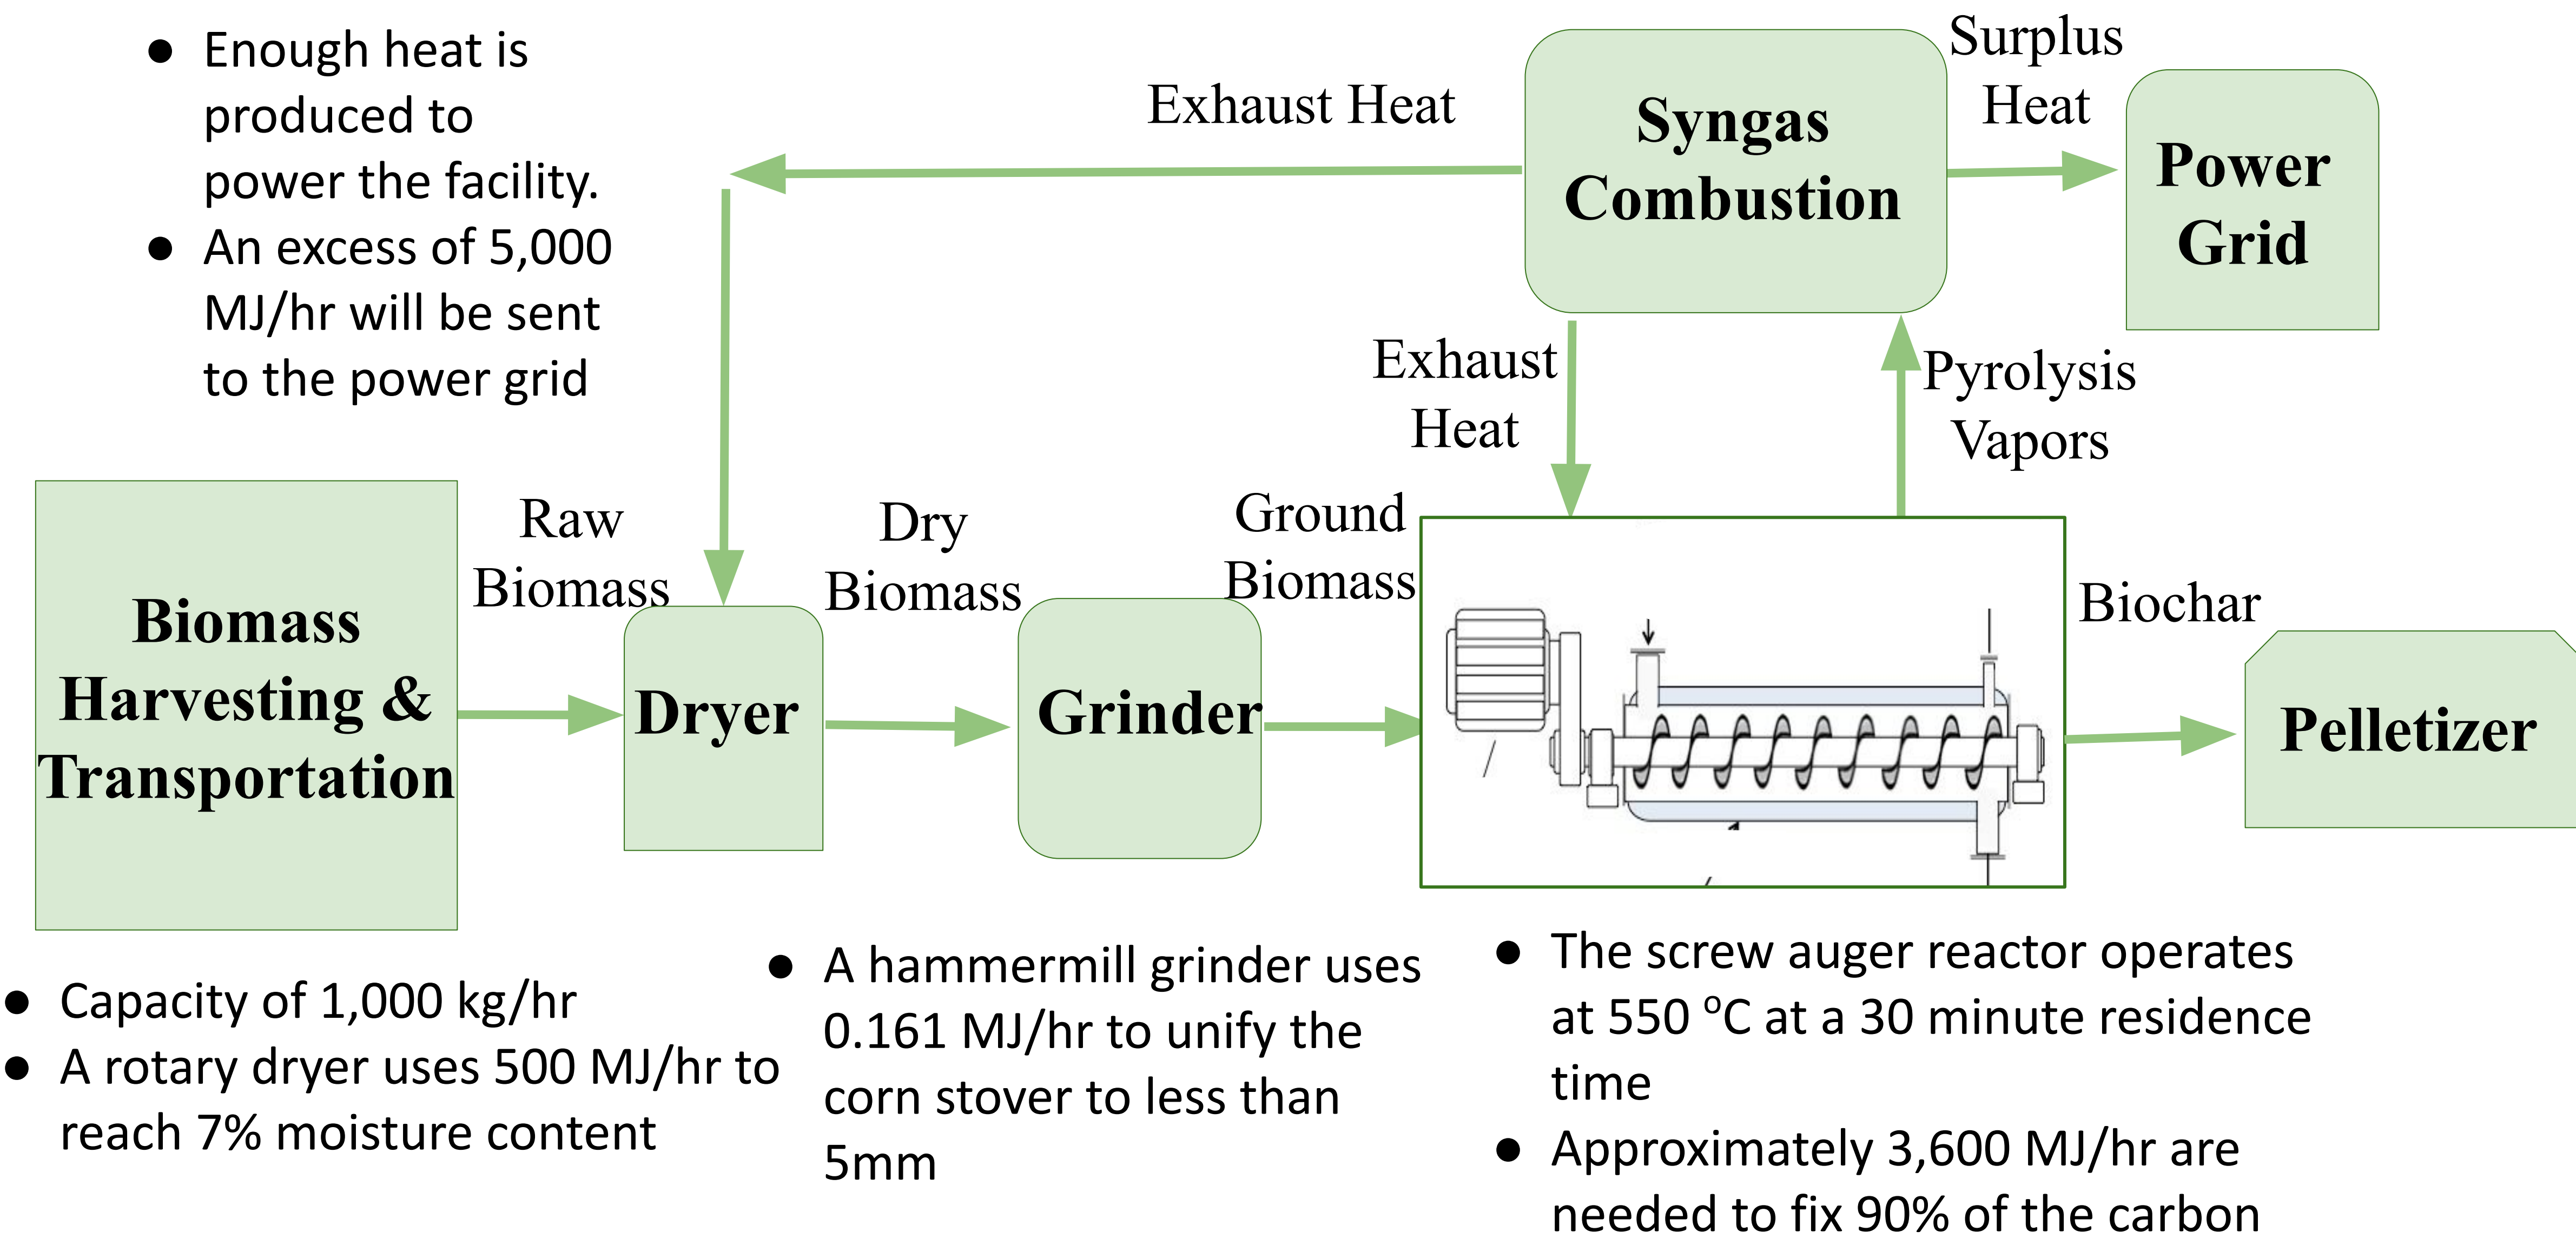 ● Enough heat is
produced to
power the facility.
● An excess of 5,000
MJ/hr will be sent
to the power grid
Exhaust Heat
Syngas
Combustion
Surplus
Heat
Power
Grid
Exhaust
Heat
Pyrolysis
Vapors
Biomass
Harvesting &
Transportation
Raw
Biomass
Dryer
Dry
Biomass
Grinder
Ground
Biomass
Biochar
Pelletizer
● Capacity of 1,000 kg/hr
● A rotary dryer uses 500 MJ/hr to
reach 7% moisture content
● A hammermill grinder uses
0.161 MJ/hr to unify the
corn stover to less than
5mm
● The screw auger reactor operates
at 550 ºC at a 30 minute residence
time
● Approximately 3,600 MJ/hr are
needed to fix 90% of the carbon